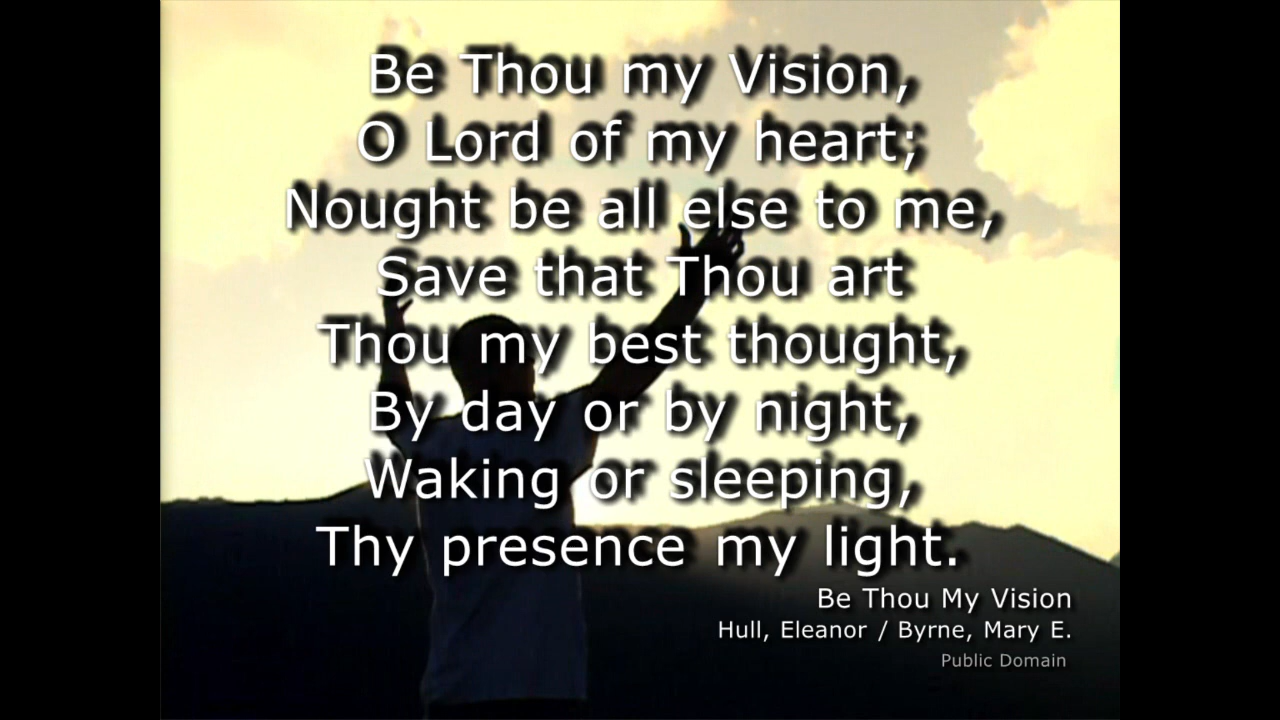 Be Thou my Vision,
O Lord of my heart;
Nought be all else to me,
Save that Thou art
Thou my best thought,
By day or by night,
Waking or sleeping,
Thy presence my light.
Be Thou My Vision
Hull, Eleanor / Byrne, Mary E.
Public Domain